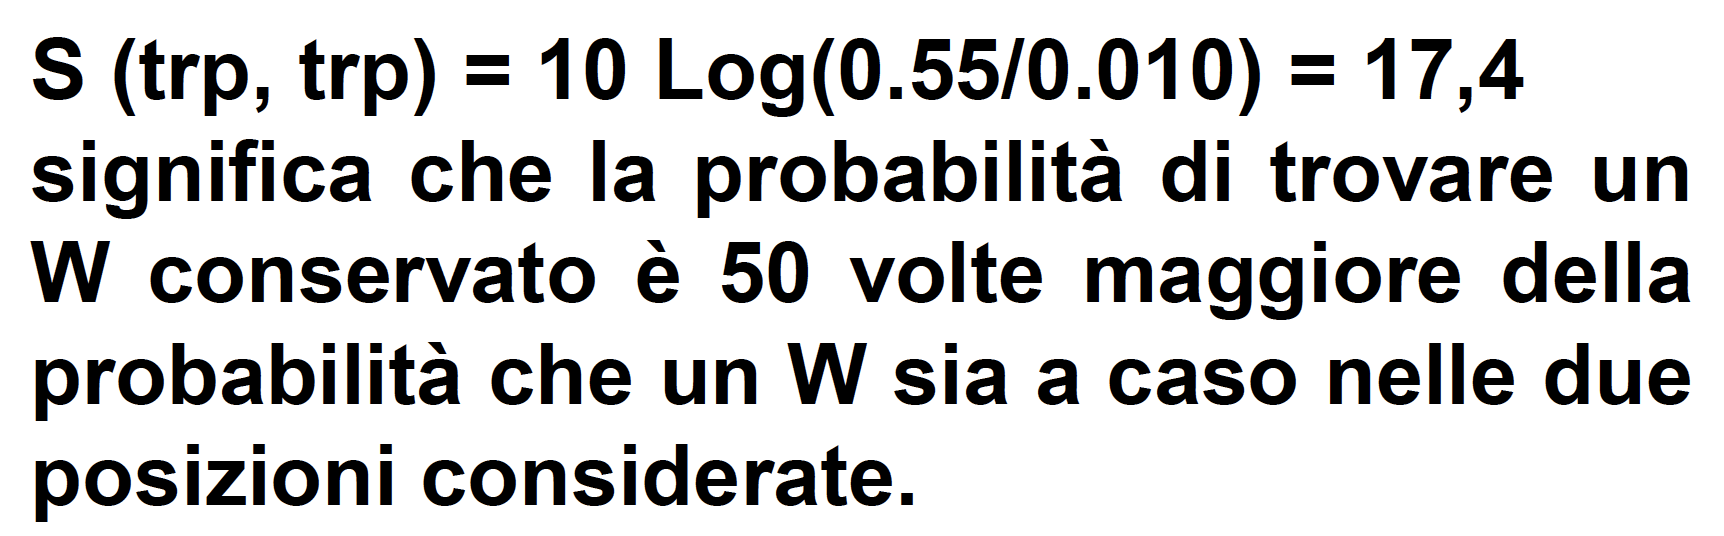 S (trp, trp) = 10 Log(0.55/0.010) = 17,4
significa che la probabilità di trovare un
W conservato è 50 volte maggiore della
probabilità che un W sia a caso nelle due
posizioni considerate.